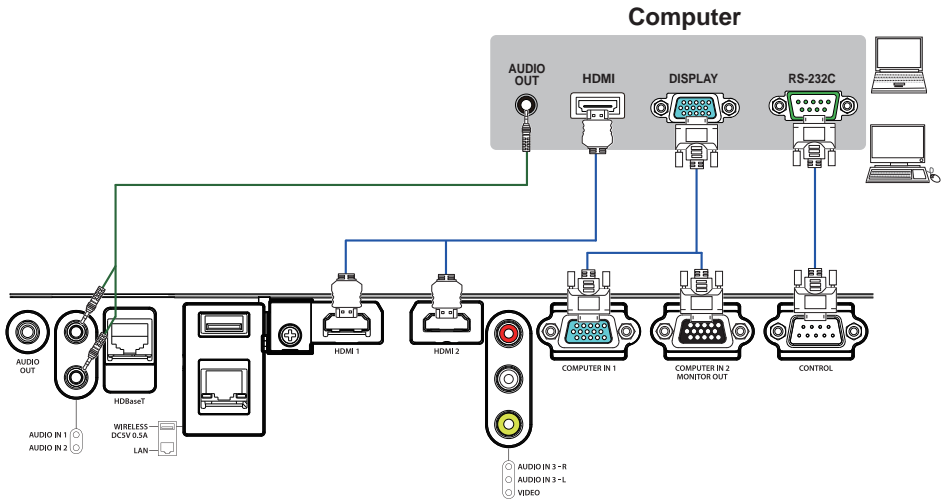 Computer
AUDIO
OUT
HDMI
DISPLAY
RS-232C
AUDIO
OUT
HDBaseT
HDMI 1
HDMI 2
COMPUTER IN 1
COMPUTER IN 2
MONITOR OUT
CONTROL
AUDIO IN 1
AUDIO IN 2
WIRELESS
DC5V 0.5A
LAN
AUDIO IN 3 - R
AUDIO IN 3 - L
VIDEO